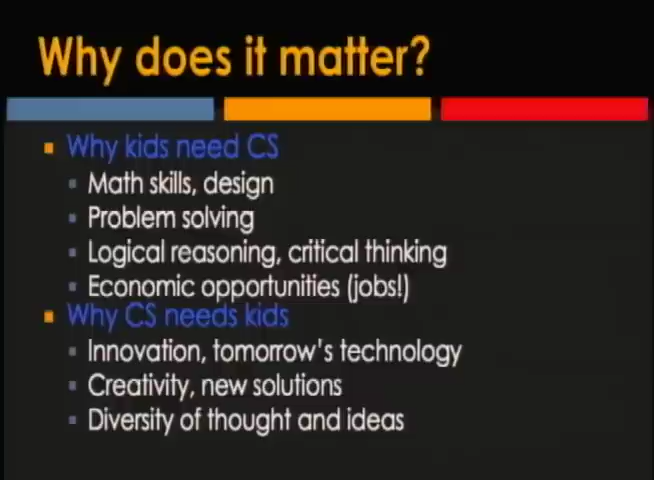 Why does it matter?
Why kids need CS
Math skills, design
Problem solving
Logical reasoning, critical thinking
Economic opportunities (jobs!)
Why CS needs kids
Innovation, tomorrow's technology
Creativity, new solutions
Diversity of thought and ideas